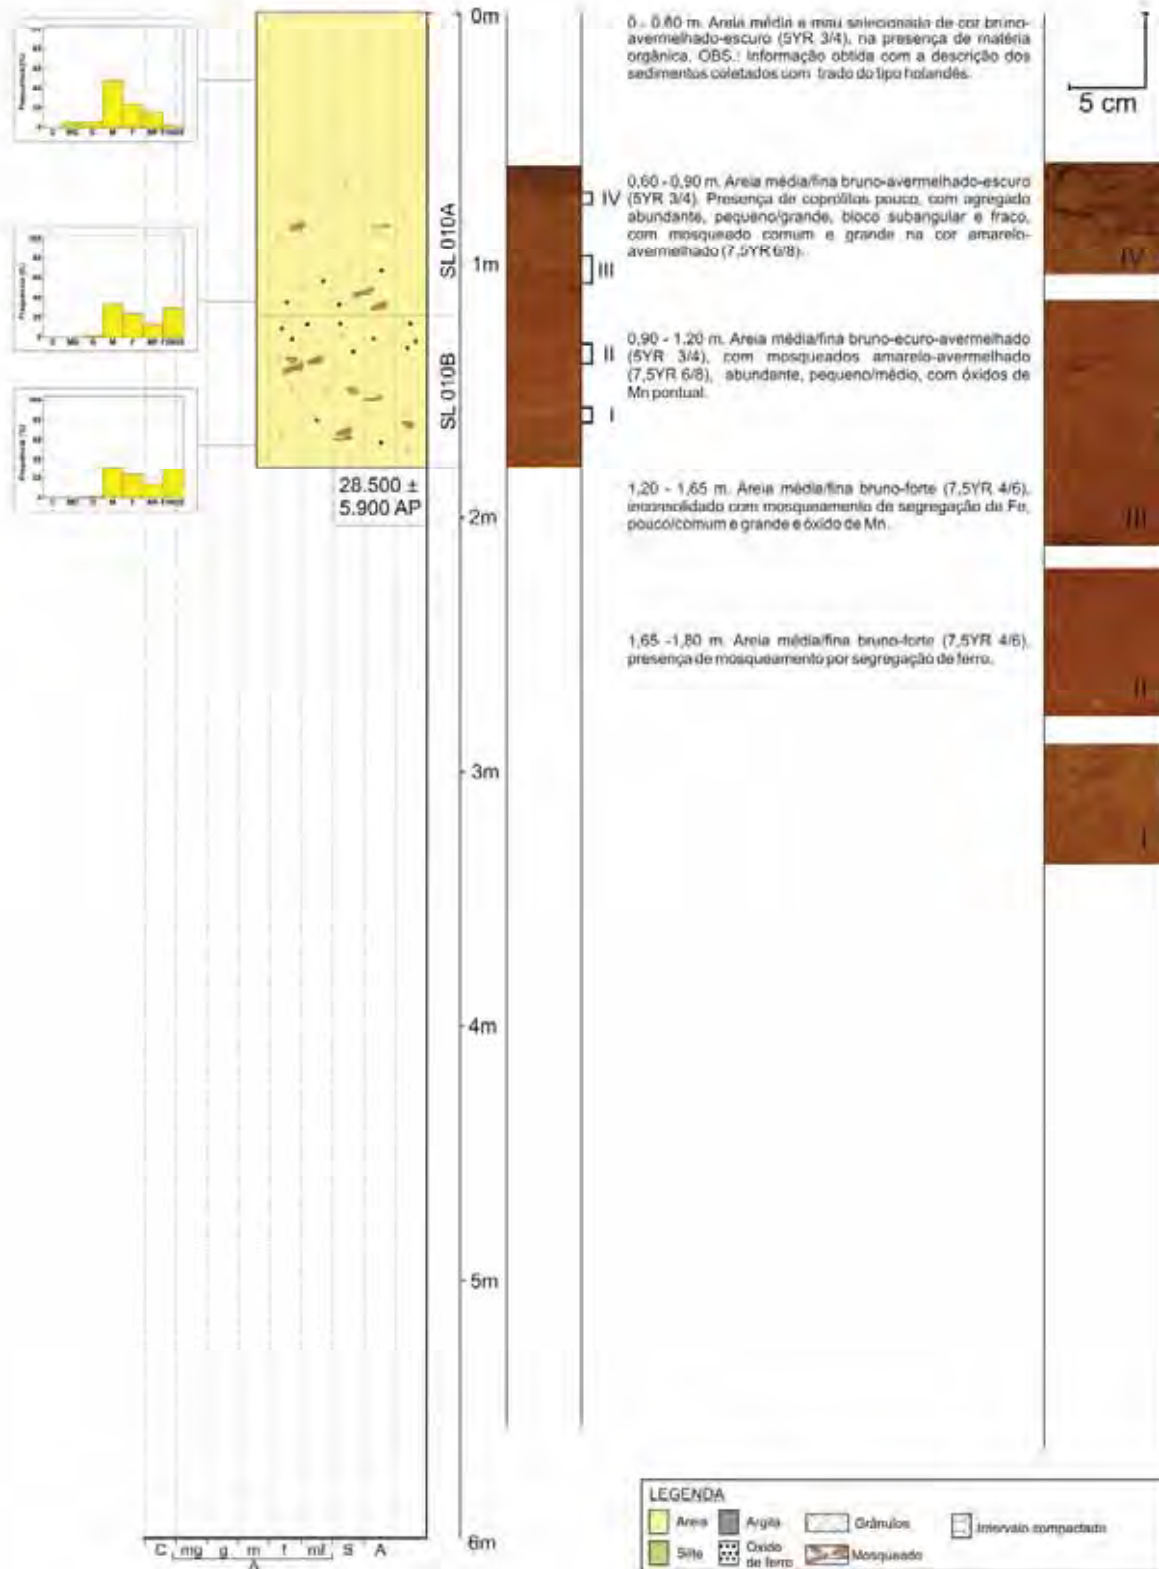 0m
0 - 0.60 m. Areia média e mau selecionada de cor bruno-
avermelhado-escuro (5YR 3/4), na presença de matéria
orgânica. OBS.: Informação obtida com a descrição dos
sedimentos coletados com trado do tipo holandês.
5 cm
SL 010A
IV
0,60 - 0,90 m. Areia média/fina bruno-avermelhado-escuro
(5YR 3/4). Presença de coprólitos pouco, com agregado
abundante, pequeno/grande, bloco subangular e fraco,
com mosqueado comum e grande na cor amarelo-
avermelhado (7,5YR 6/8).
IV
1m
III
SL 010B
II
0,90 - 1,20 m. Areia média/fina bruno-ecuro-avermelhado
(5YR 3/4), com mosqueados amarelo-avermelhado
(7,5YR 6/8), abundante, pequeno/médio, com óxidos de
Mn pontual.
I
28.500 ±
5.900 AP
2m
1,20 - 1,65 m. Areia média/fina bruno-forte (7,5YR 4/6),
inconsolidado com mosqueamento de segregação de Fe,
pouco/comum e grande e óxido de Mn.
III
1,65 -1,80 m. Areia média/fina bruno-forte (7,5YR 4/6),
presença de mosqueamento por segregação de ferro.
II
3m
I
4m
5m
6m
C mg g m f mf S A
A
LEGENDA
Areia Argila Grânulos Intervalo compactado
Silte Óxido de ferro Mosqueado